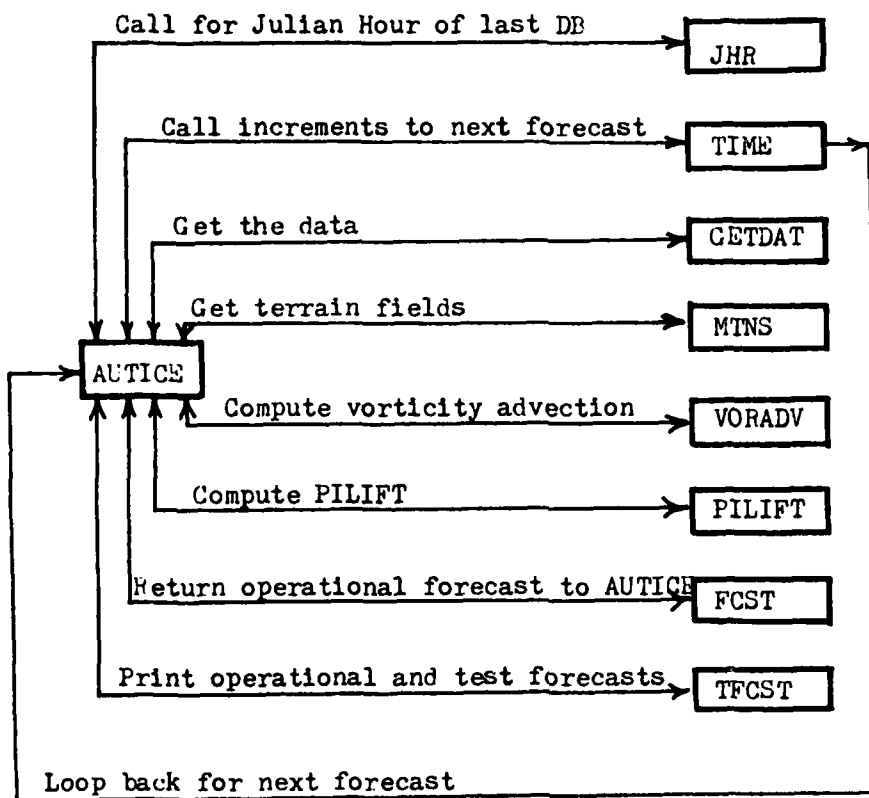 Call for Julian Hour of last DB
JHR
Call increments to next forecast
TIME
Get the data
GETDAT
Get terrain fields
MTNS
AUTICE
Compute vorticity advection
VORADV
Compute PILIFT
PILIFT
Return operational forecast to AUTICE
FCST
Print operational and test forecasts
TFCST
Loop back for next forecast